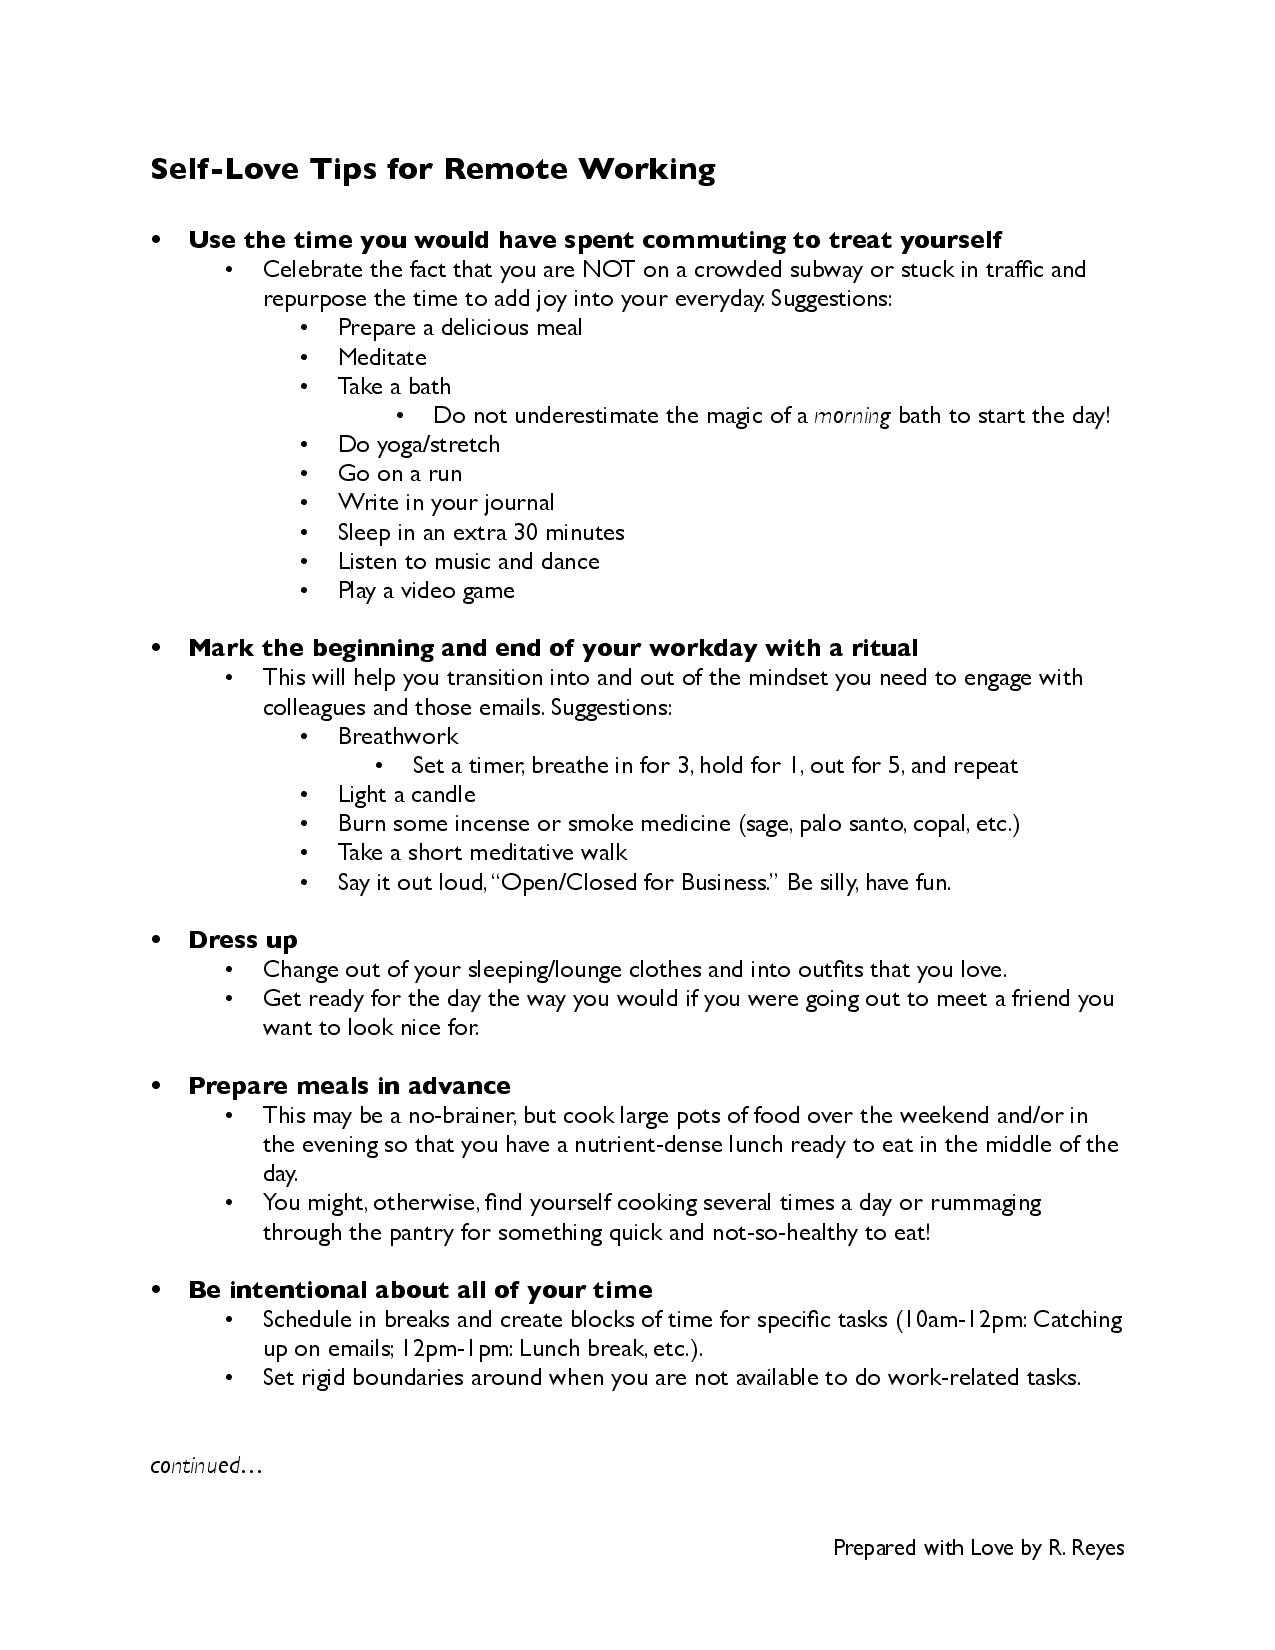 Self-Love Tips for Remote Working
• Use the time you would have spent commuting to treat yourself
• Celebrate the fact that you are NOT on a crowded subway or stuck in traffic and
repurpose the time to add joy into your everyday. Suggestions:
• Prepare a delicious meal
• Meditate
• Take a bath
• Do not underestimate the magic of a morning bath to start the day!
• Do yoga/stretch
• Go on a run
• Write in your journal
• Sleep in an extra 30 minutes
• Listen to music and dance
• Play a video game
• Mark the beginning and end of your workday with a ritual
• This will help you transition into and out of the mindset you need to engage with
colleagues and those emails. Suggestions:
• Breathwork
• Set a timer, breathe in for 3, hold for 1, out for 5, and repeat
• Light a candle
• Burn some incense or smoke medicine (sage, palo santo, copal, etc.)
• Take a short meditative walk
• Say it out loud, “Open/Closed for Business.” Be silly, have fun.
• Dress up
• Change out of your sleeping/lounge clothes and into outfits that you love.
• Get ready for the day the way you would if you were going out to meet a friend you
want to look nice for.
• Prepare meals in advance
• This may be a no-brainer, but cook large pots of food over the weekend and/or in
the evening so that you have a nutrient-dense lunch ready to eat in the middle of the
day.
• You might, otherwise, find yourself cooking several times a day or rummaging
through the pantry for something quick and not-so-healthy to eat!
• Be intentional about all of your time
• Schedule in breaks and create blocks of time for specific tasks (10am-12pm: Catching
up on emails; 12pm-1pm: Lunch break, etc.).
• Set rigid boundaries around when you are not available to do work-related tasks.
continued…
Prepared with Love by R. Reyes